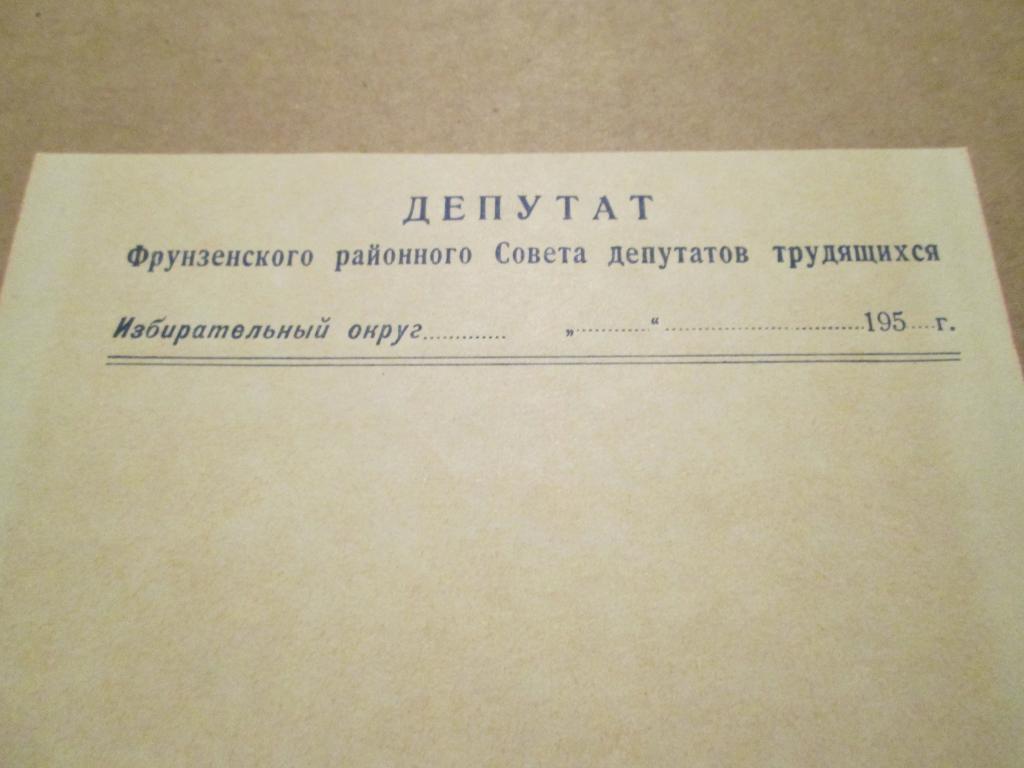 ДЕПУТАТ
Фрунзенского районного Совета депутатов трудящихся
Избирательный округ............. „............“................................195.....г.